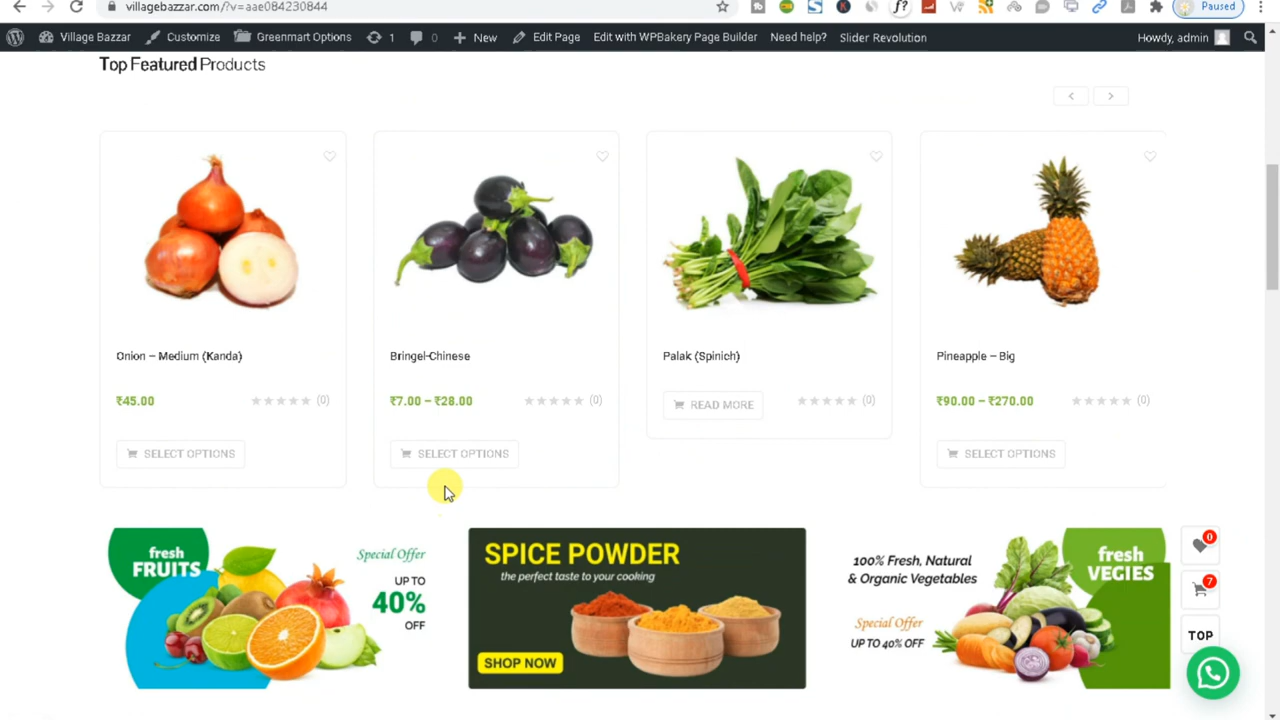 villagebazzar.com/?v=aae084230844
Paused
Village Bazzar Customize Greenmart Options 1 0 New Edit Page Edit with WPBakery Page Builder Need help? Slider Revolution Howdy, admin
Top Featured Products
Onion – Medium (Kanda)
₹45.00 (0)
SELECT OPTIONS
Bringel-Chinese
₹7.00 – ₹28.00 (0)
SELECT OPTIONS
Palak (Spinich)
READ MORE (0)
Pineapple – Big
₹90.00 – ₹270.00 (0)
SELECT OPTIONS
fresh
FRUITS
Special Offer
UP TO
40%
OFF
SPICE POWDER
the perfect taste to your cooking
SHOP NOW
100% Fresh, Natural
& Organic Vegetables
Special Offer
UP TO 40% OFF
fresh
VEGIES
0
7
TOP